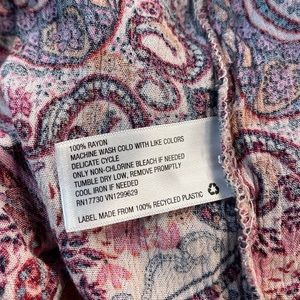 100% RAYON
MACHINE WASH COLD WITH LIKE COLORS
DELICATE CYCLE
ONLY NON-CHLORINE BLEACH IF NEEDED
TUMBLE DRY LOW, REMOVE PROMPTLY
COOL IRON IF NEEDED
RN17730 VN1299629
LABEL MADE FROM 100% RECYCLED PLASTIC